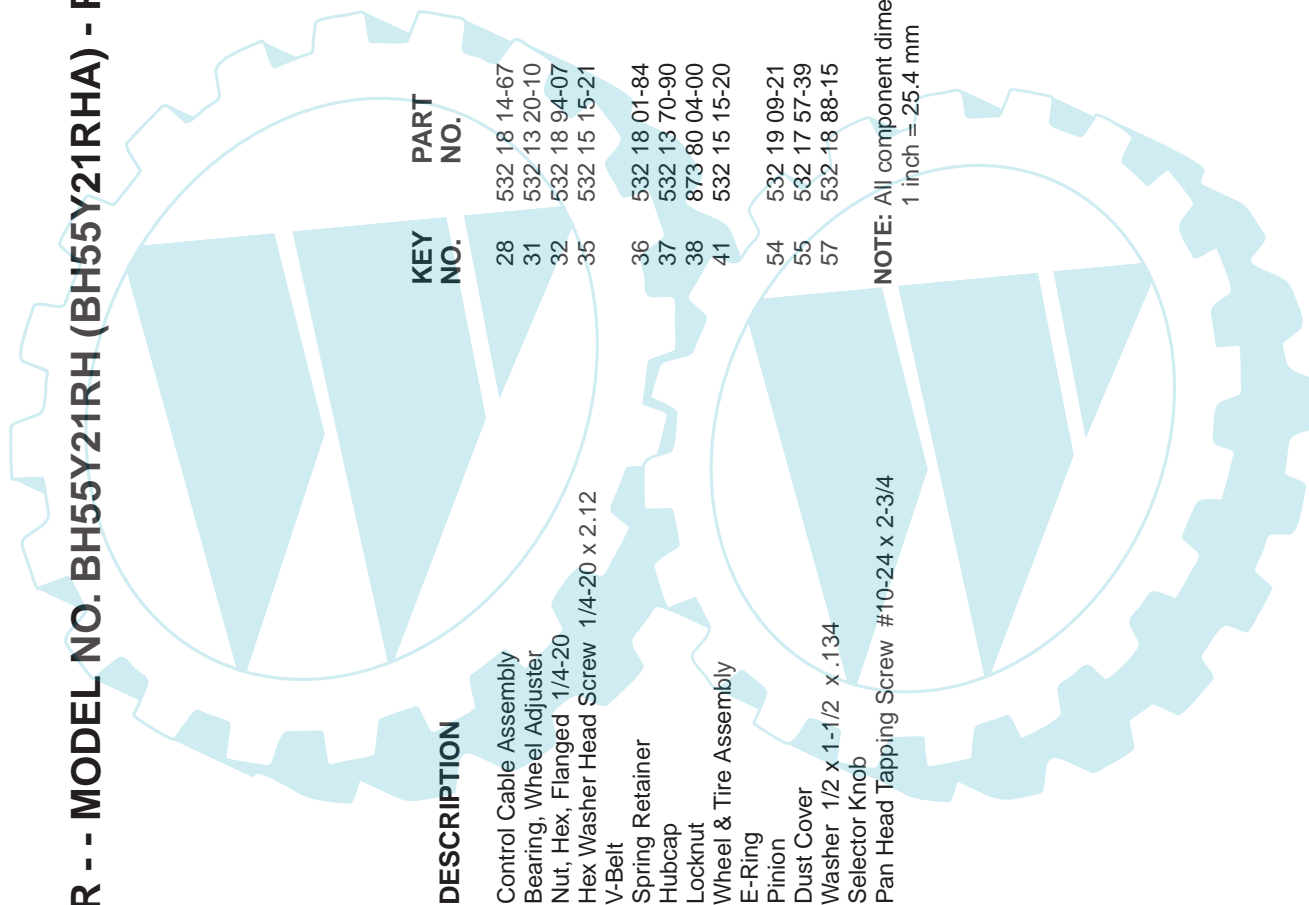 R - - MODEL NO. BH55Y21RH (BH55Y21RHA) -
DESCRIPTION
Control Cable Assembly
Bearing, Wheel Adjuster
Nut, Hex, Flanged 1/4-20
Hex Washer Head Screw 1/4-20 x 2.12
V-Belt
Spring Retainer
Hubcap
Locknut
Wheel & Tire Assembly
E-Ring
Pinion
Dust Cover
Washer 1/2 x 1-1/2 x .134
Selector Knob
Pan Head Tapping Screw #10-24 x 2-3/4
KEY PART
NO. NO.
28 532 18 14-67
31 532 13 20-10
32 532 18 94-07
35 532 15 15-21
36 532 18 01-84
37 532 13 70-90
38 873 80 04-00
41 532 15 15-20
54 532 19 09-21
55 532 17 57-39
57 532 18 88-15
NOTE: All component dime
1 inch = 25.4 mm